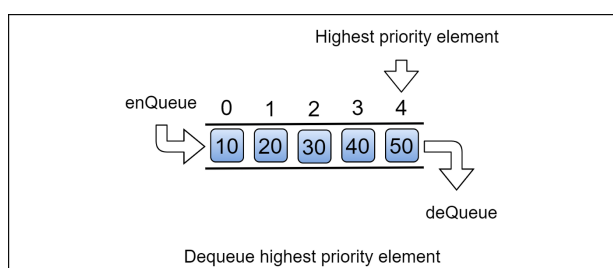 Highest priority element
enQueue
0 1 2 3 4
10 20 30 40 50
deQueue
Dequeue highest priority element